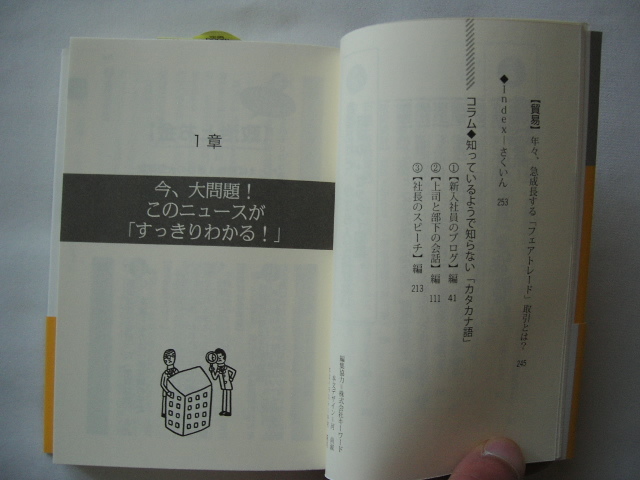 【貿易】年々、急成長する「フェアトレード」取引とは? 245
◆Index—さくいん 253
コラム◆知っているようで知らない「カタカナ語」
①【新入社員のブログ】編 41
②【上司と部下の会話】編 111
③【社長のスピーチ】編 213
1章
今、大問題!
このニュースが
「すっきりわかる!」